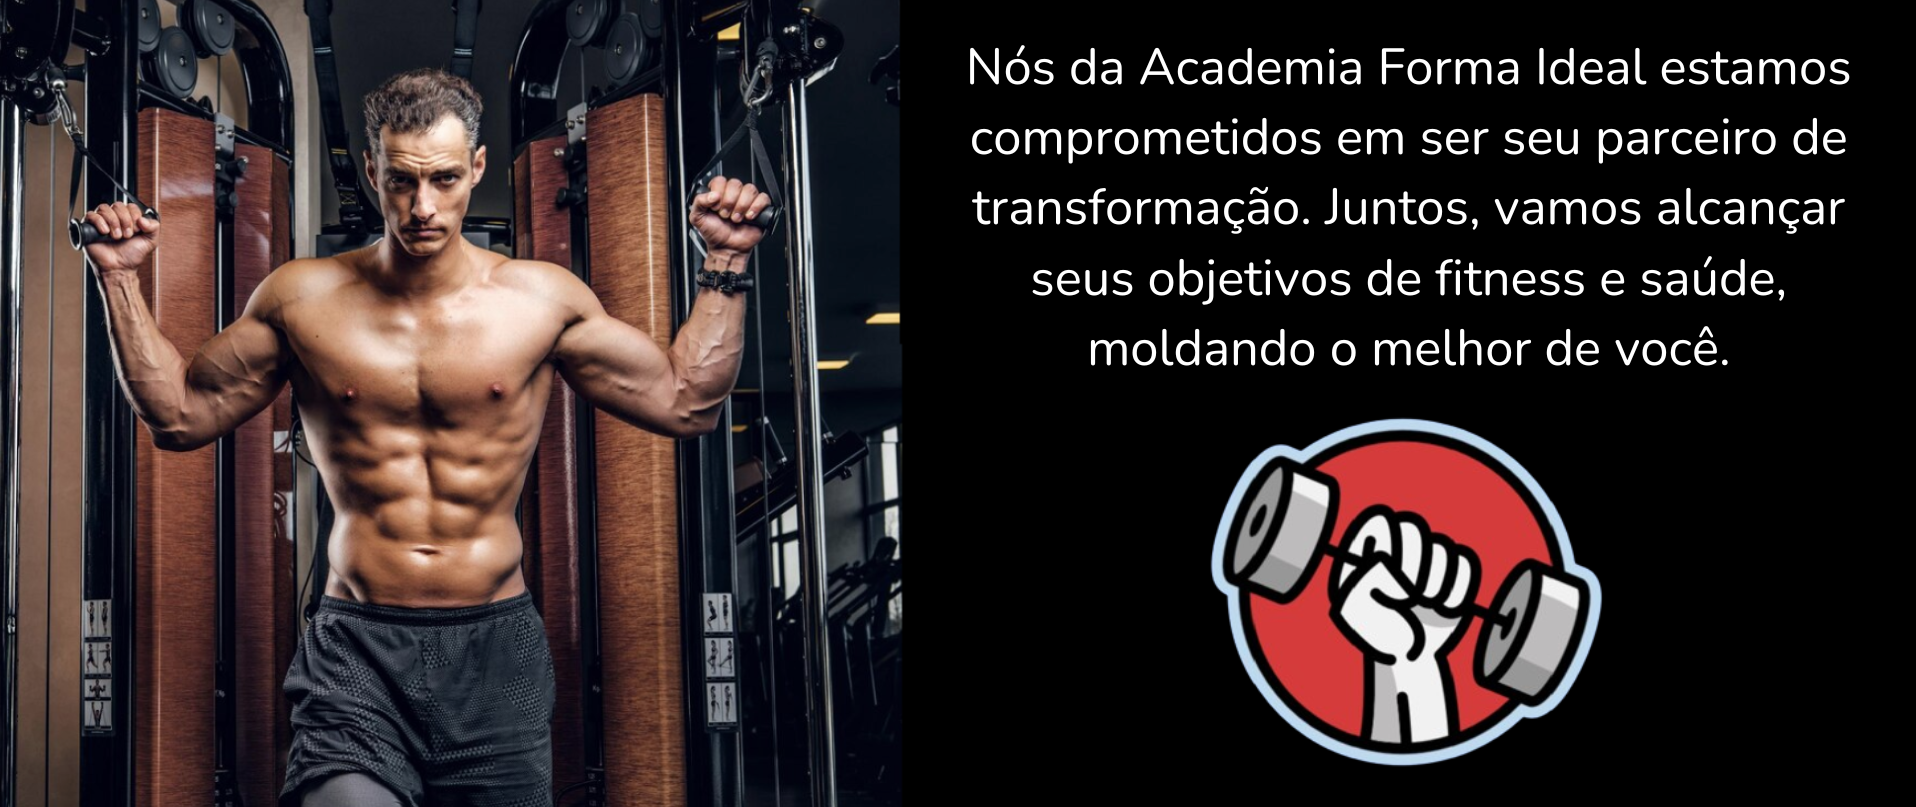 Nós da Academia Forma Ideal estamos
comprometidos em ser seu parceiro de
transformação. Juntos, vamos alcançar
seus objetivos de fitness e saúde,
moldando o melhor de você.